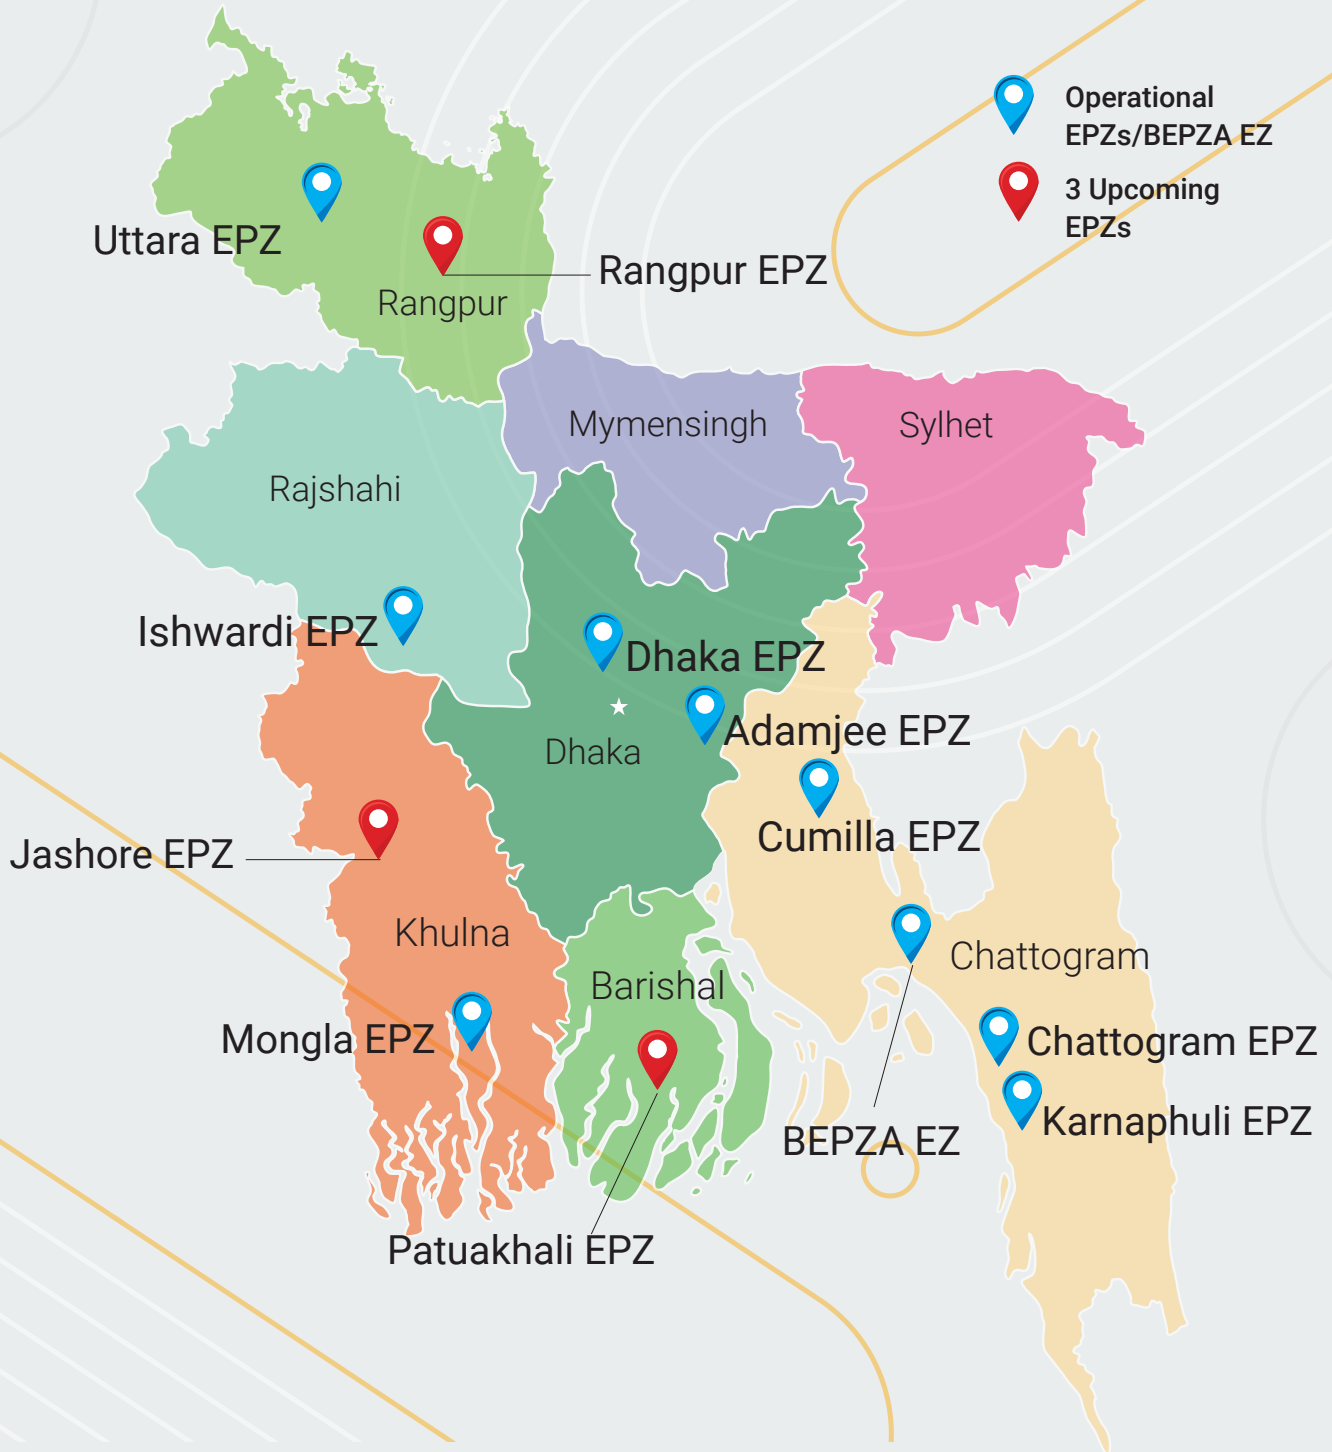 Operational
EPZs/BEPZA EZ
3 Upcoming
EPZs
Uttara EPZ
Rangpur EPZ
Rangpur
Mymensingh
Sylhet
Rajshahi
Ishwardi EPZ
Dhaka EPZ
Adamjee EPZ
Dhaka
Cumilla EPZ
Jashore EPZ
Khulna
Chattogram
Barishal
Mongla EPZ
Chattogram EPZ
Karnaphuli EPZ
BEPZA EZ
Patuakhali EPZ